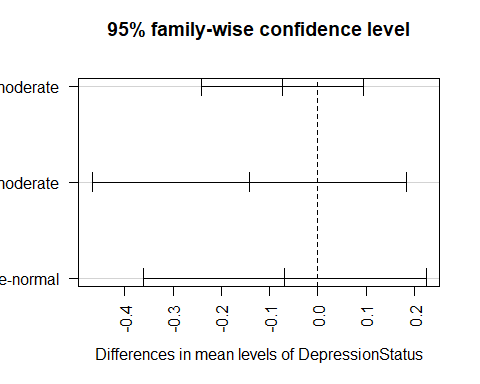 95% family-wise confidence level
moderate
moderate
e-normal
-0.4 -0.3 -0.2 -0.1 0.0 0.1 0.2
Differences in mean levels of DepressionStatus